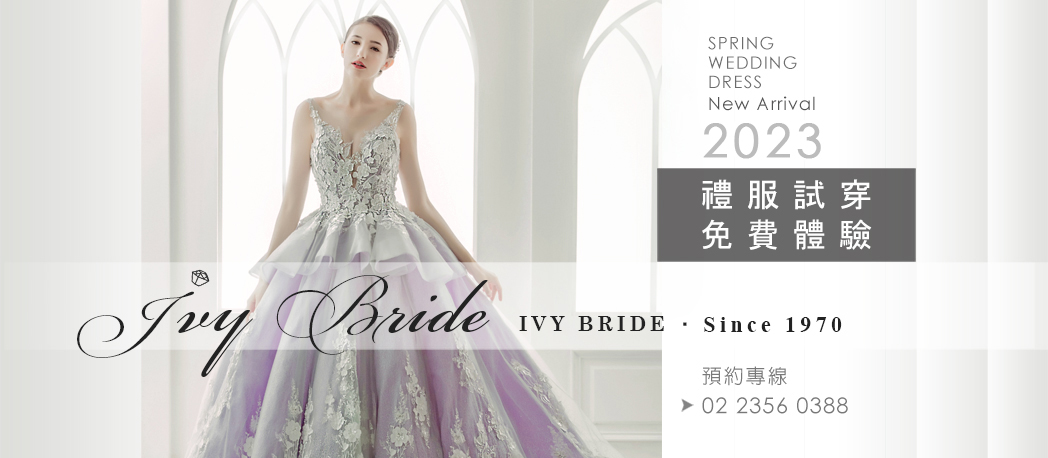 SPRING
WEDDING
DRESS
New Arrival
2023
禮服試穿
免費體驗
Ivy Bride
IVY BRIDE · Since 1970
預約專線
02 2356 0388